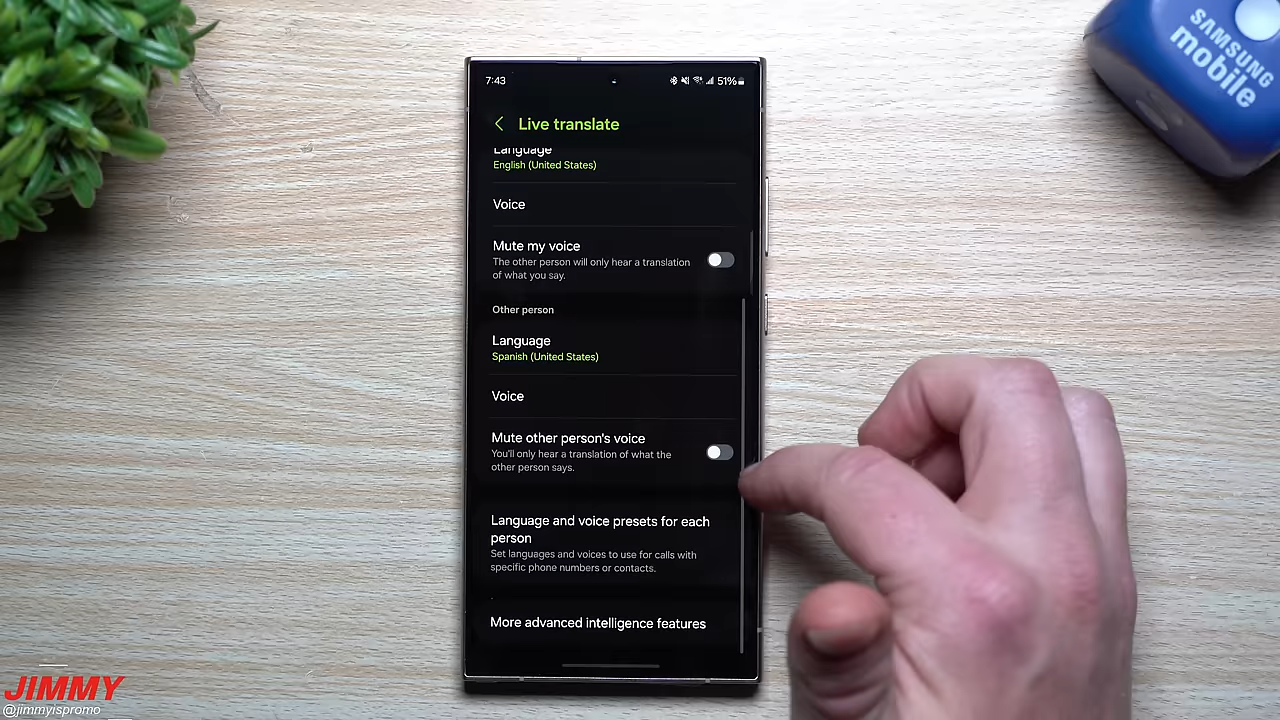 7:43
51%
Live translate
Language
English (United States)
Voice
Mute my voice
The other person will only hear a translation
of what you say.
Other person
Language
Spanish (United States)
Voice
Mute other person's voice
You'll only hear a translation of what the
other person says.
Language and voice presets for each
person
Set languages and voices to use for calls with
specific phone numbers or contacts.
More advanced intelligence features
SAMSUNG
mobile
JIMMY
@jimmyispromo